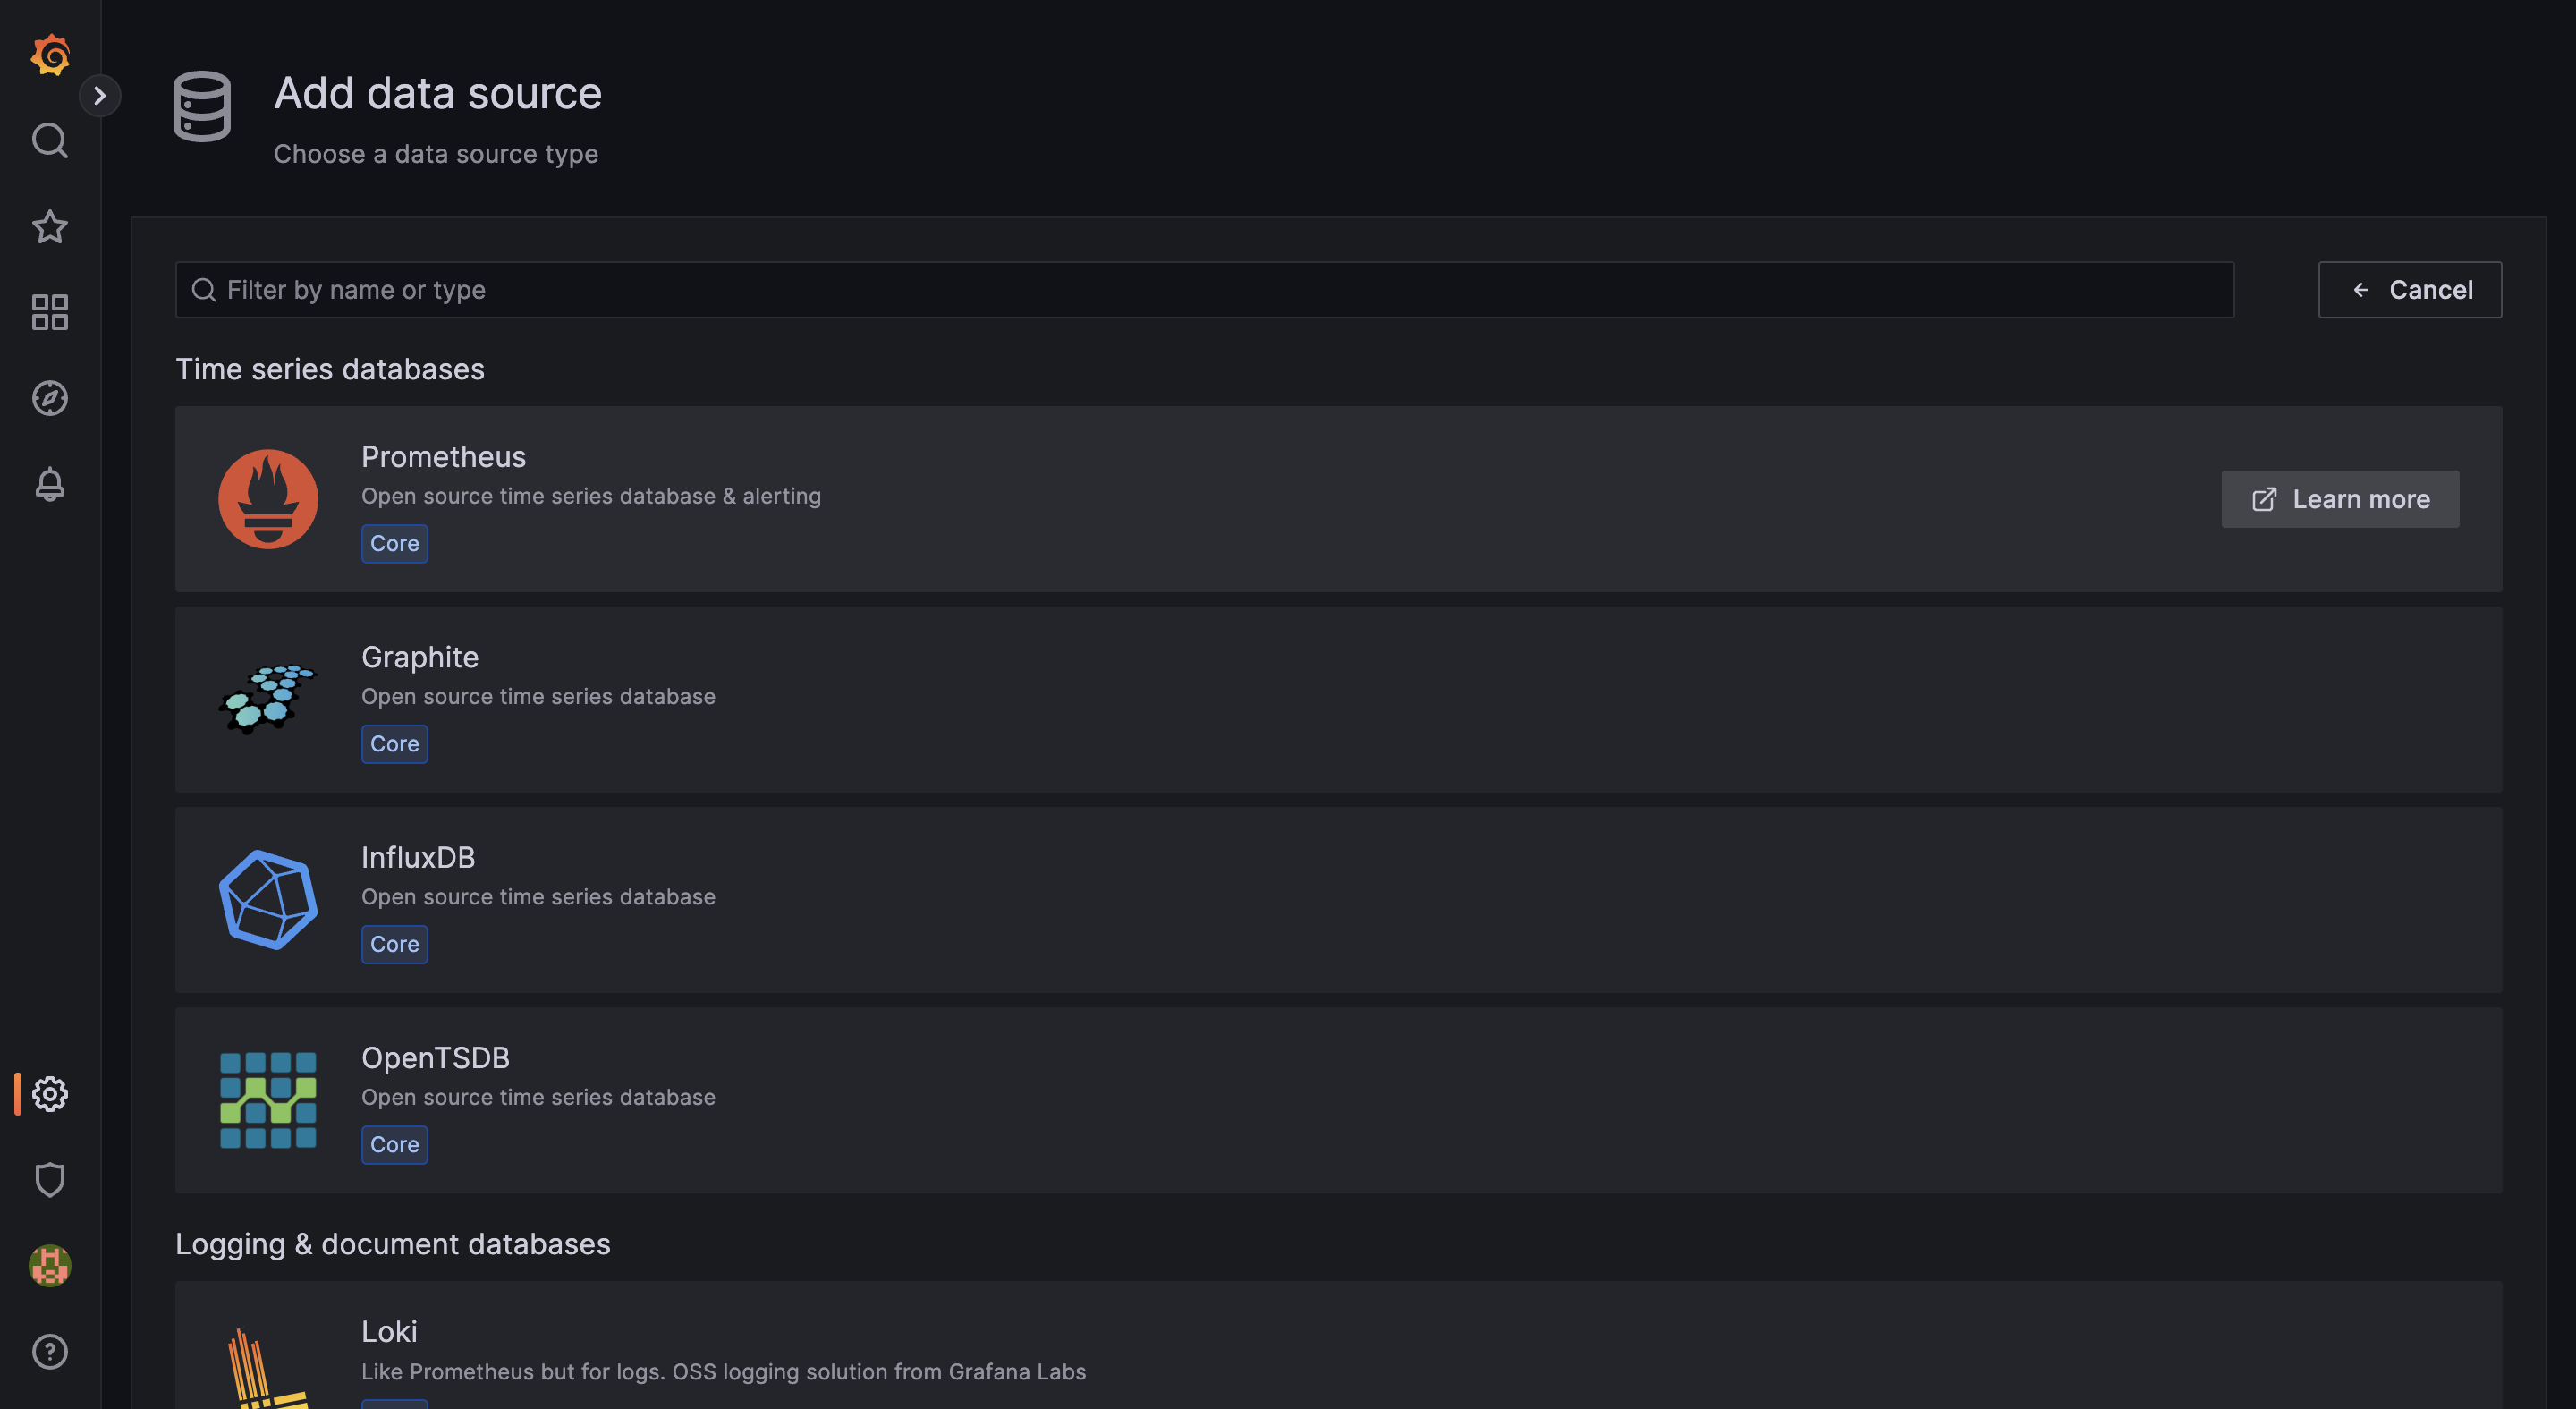 Add data source
Choose a data source type
Filter by name or type
Cancel
Time series databases
Prometheus
Open source time series database & alerting
Core
Learn more
Graphite
Open source time series database
Core
InfluxDB
Open source time series database
Core
OpenTSDB
Open source time series database
Core
Logging & document databases
Loki
Like Prometheus but for logs. OSS logging solution from Grafana Labs